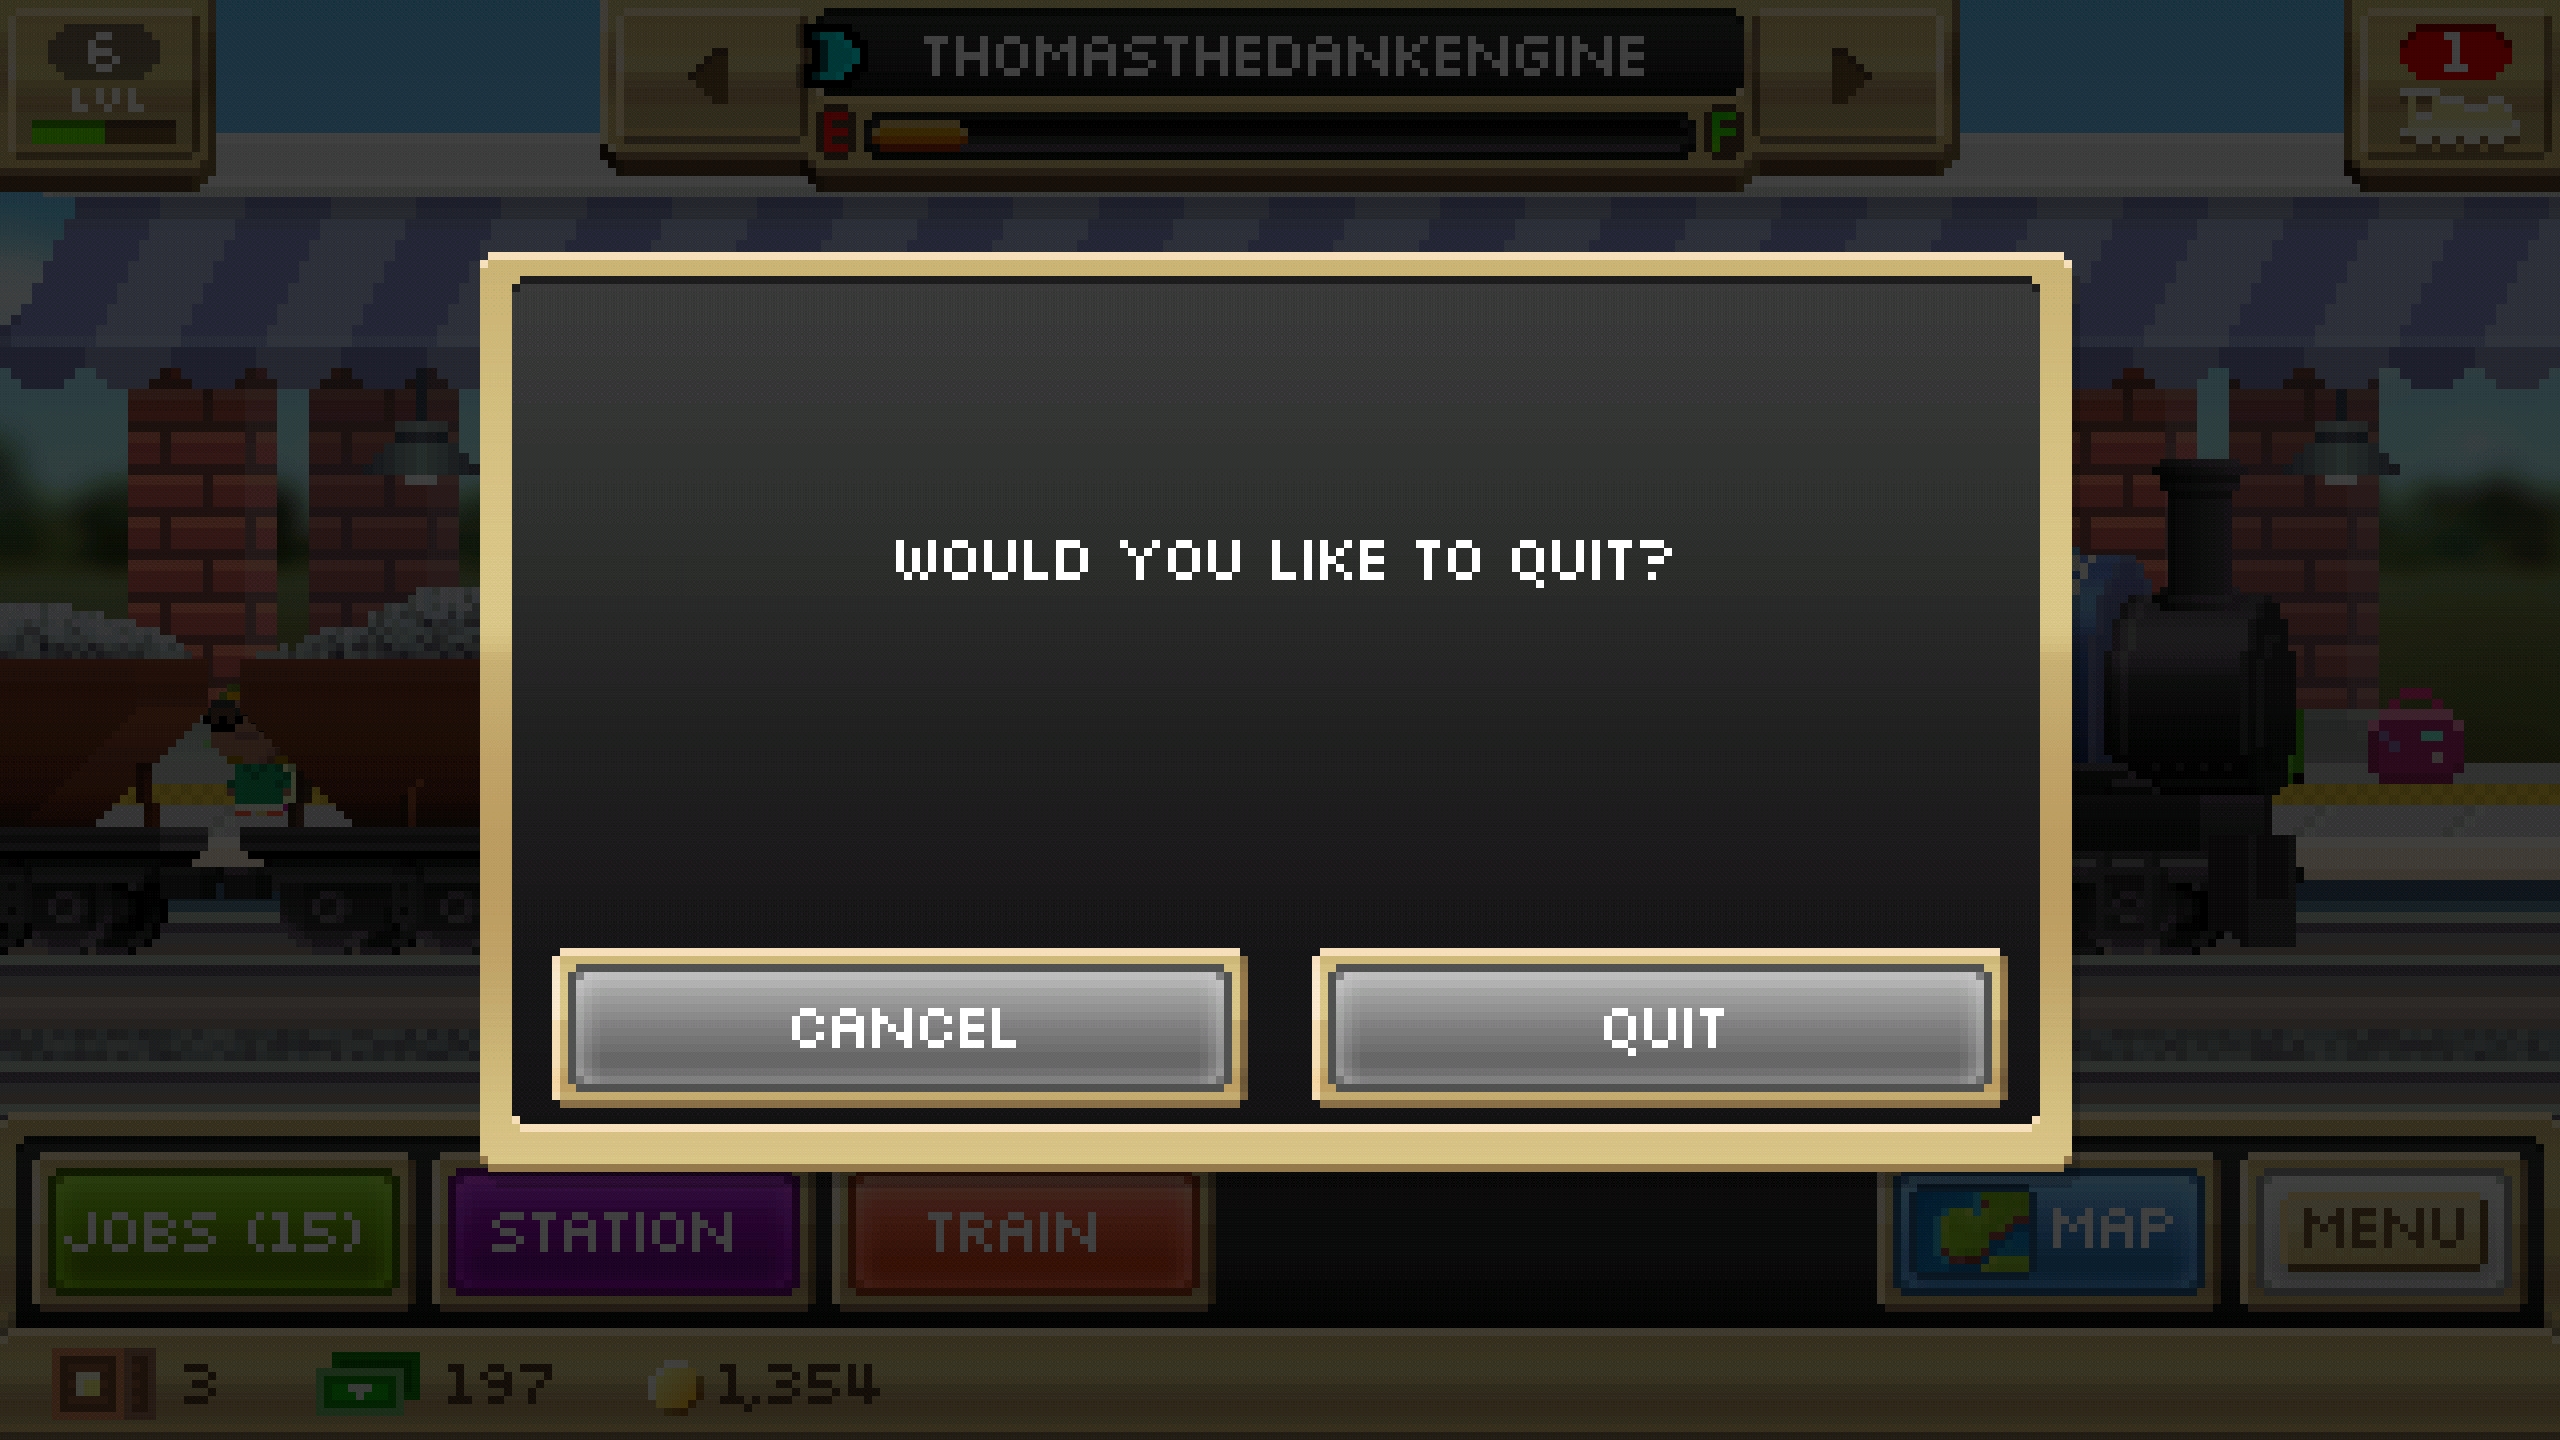 6
LVL
THOMASTHEDANKENGINE
E F
1
WOULD YOU LIKE TO QUIT?
CANCEL QUIT
JOBS (15) STATION TRAIN MAP MENU
3 197 1,354